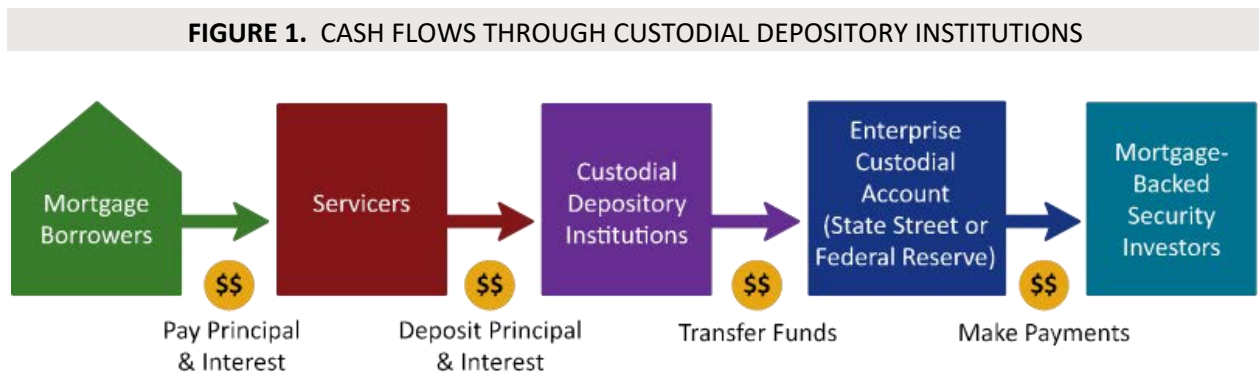 FIGURE 1. CASH FLOWS THROUGH CUSTODIAL DEPOSITORY INSTITUTIONS
Mortgage
Borrowers
Servicers
Custodial
Depository
Institutions
Enterprise
Custodial
Account
(State Street or
Federal Reserve)
Mortgage-
Backed
Security
Investors
$$
Pay Principal
& Interest
$$
Deposit Principal
& Interest
$$
Transfer Funds
$$
Make Payments